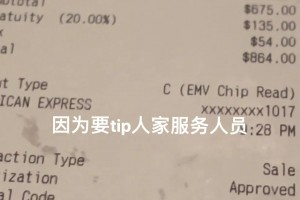 $675.00
atuity (20.00%) $135.00
$54.00
al $864.00
nt Type C (EMV Chip Read)
ICAN EXPRESS xxxxxxxx1017
因为要tip人家服务人员
:28 PM
action Type Sale
ization Approved
al Code